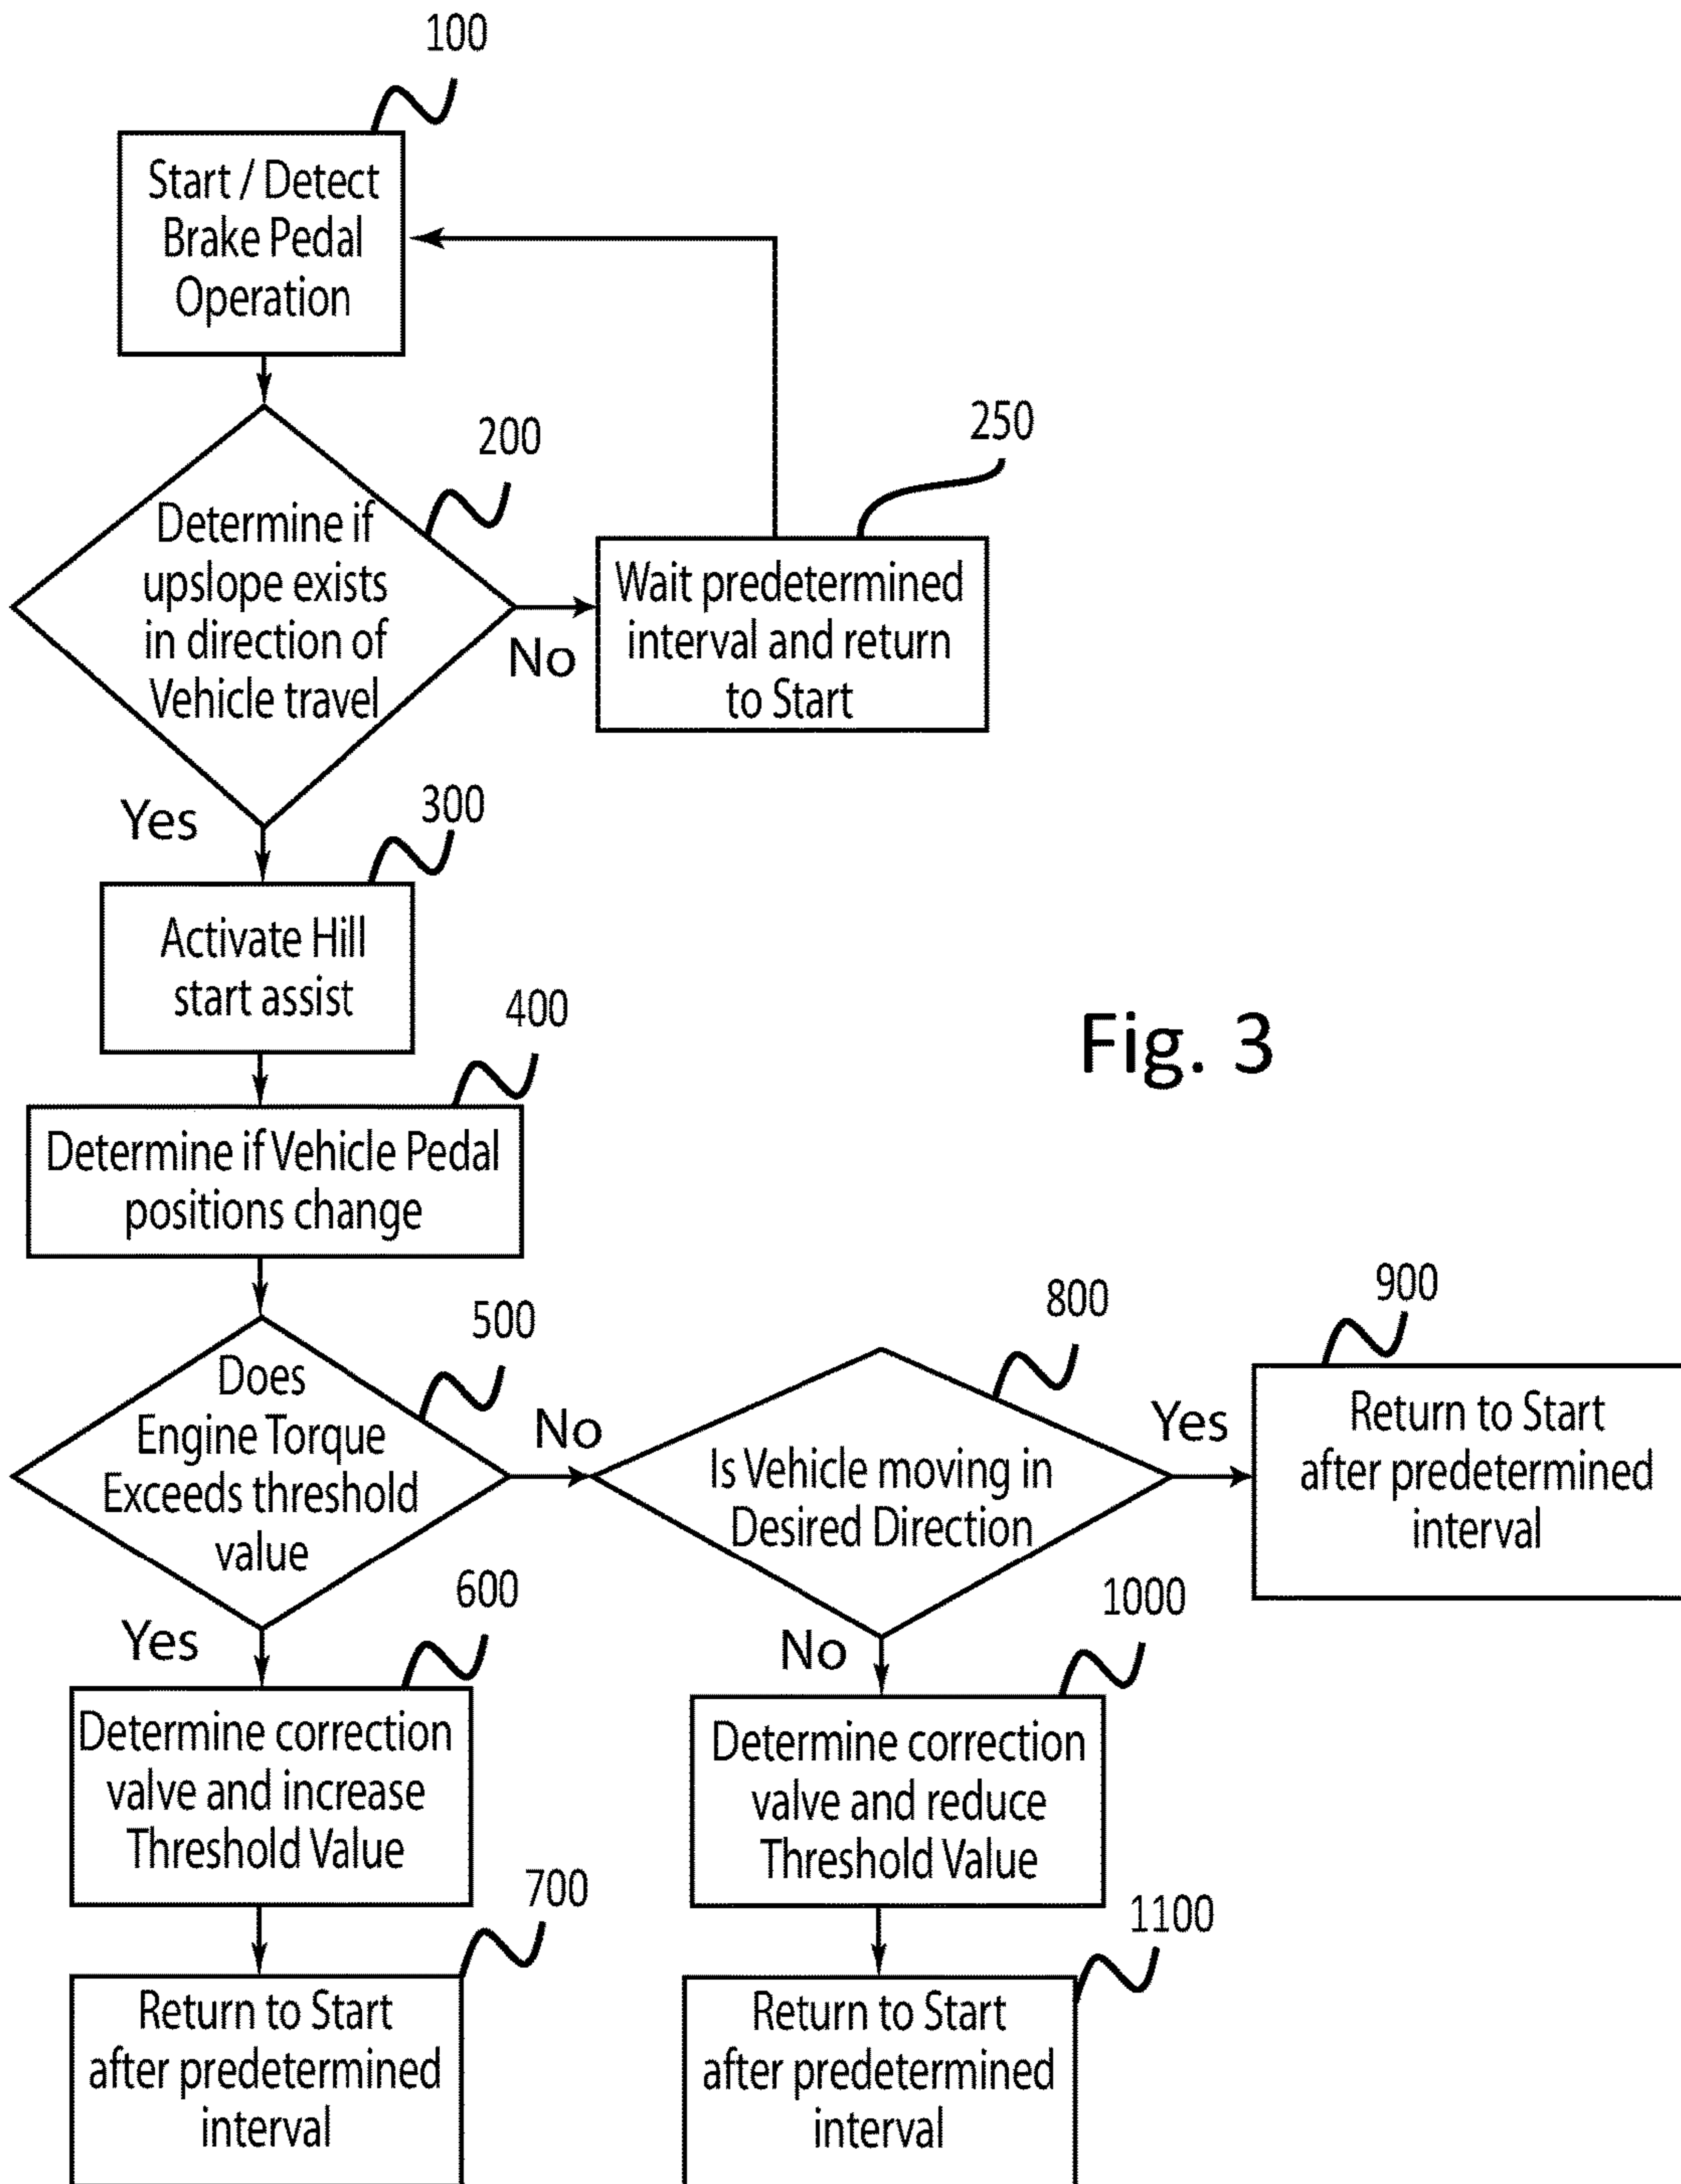 100
Start / Detect
Brake Pedal
Operation
200
Determine if
upslope exists
in direction of
Vehicle travel
No
250
Wait predetermined
interval and return
to Start
Yes
300
Activate Hill
start assist
400
Determine if Vehicle Pedal
positions change
Fig. 3
500
Does
Engine Torque
Exceeds threshold
value
No
800
Is Vehicle moving in
Desired Direction
Yes
900
Return to Start
after predetermined
interval
Yes
600
Determine correction
valve and increase
Threshold Value
700
Return to Start
after predetermined
interval
No
1000
Determine correction
valve and reduce
Threshold Value
1100
Return to Start
after predetermined
interval